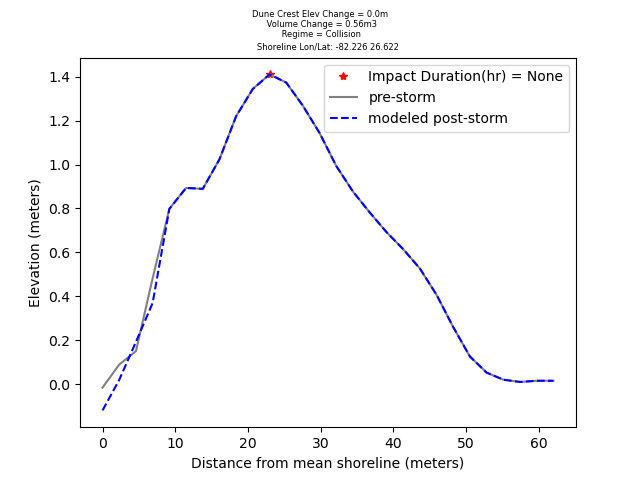 Dune Crest Elev Change = 0.0m
Volume Change = 0.56m3
Regime = Collision
Shoreline Lon/Lat: -82.226 26.622
Impact Duration(hr) = None
pre-storm
modeled post-storm
1.4
1.2
1.0
0.8
0.6
0.4
0.2
0.0
Elevation (meters)
0 10 20 30 40 50 60
Distance from mean shoreline (meters)